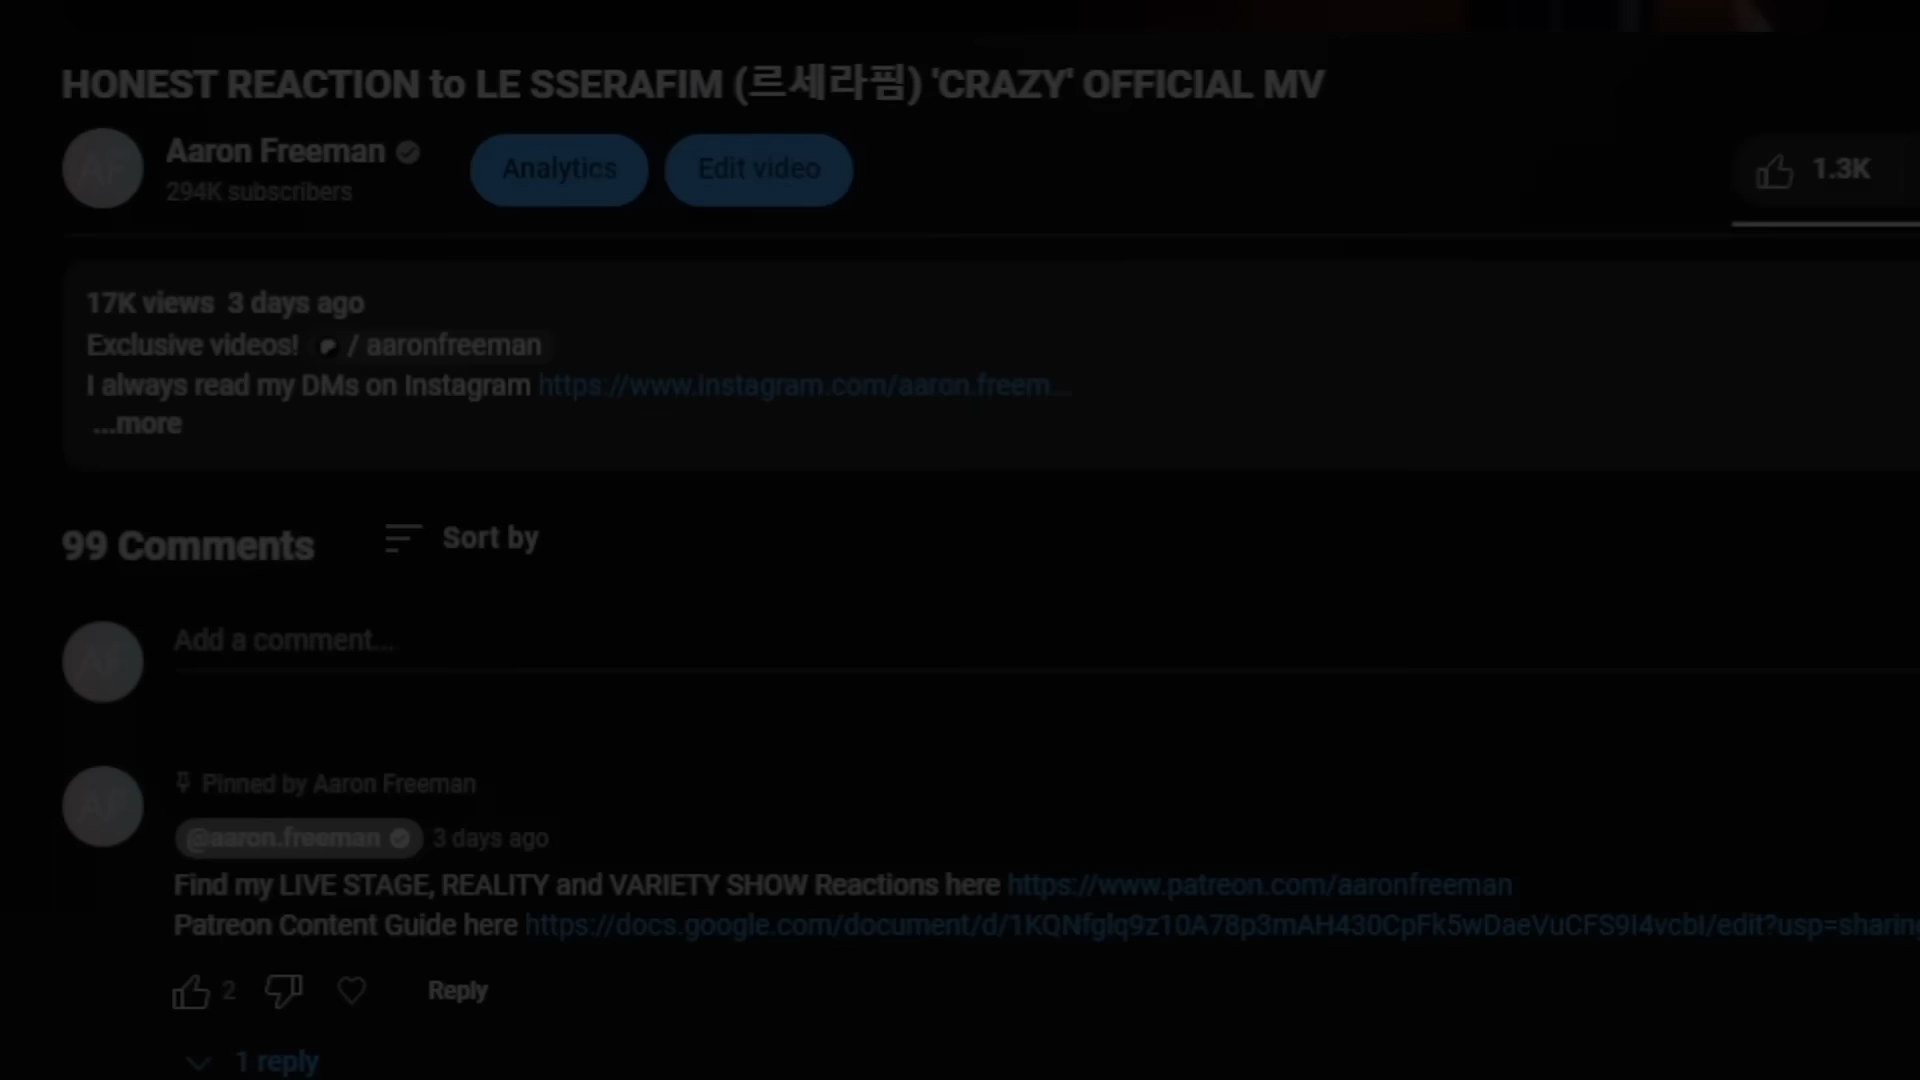 HONEST REACTION to LE SSERAFIM (르세라핌) 'CRAZY' OFFICIAL MV
AF
Aaron Freeman
294K subscribers
Analytics
Edit video
1.3K
17K views 3 days ago
Exclusive videos! / aaronfreeman
I always read my DMs on Instagram https://www.instagram.com/aaron.freem...
...more
99 Comments
Sort by
AF
Add a comment...
AF
Pinned by Aaron Freeman
@aaron.freeman 3 days ago
Find my LIVE STAGE, REALITY and VARIETY SHOW Reactions here https://www.patreon.com/aaronfreeman
Patreon Content Guide here https://docs.google.com/document/d/1KQNfglq9z10A78p3mAH430CpFk5wDaeVuCFS9I4vcbI/edit?usp=sharing
2
Reply
1 reply